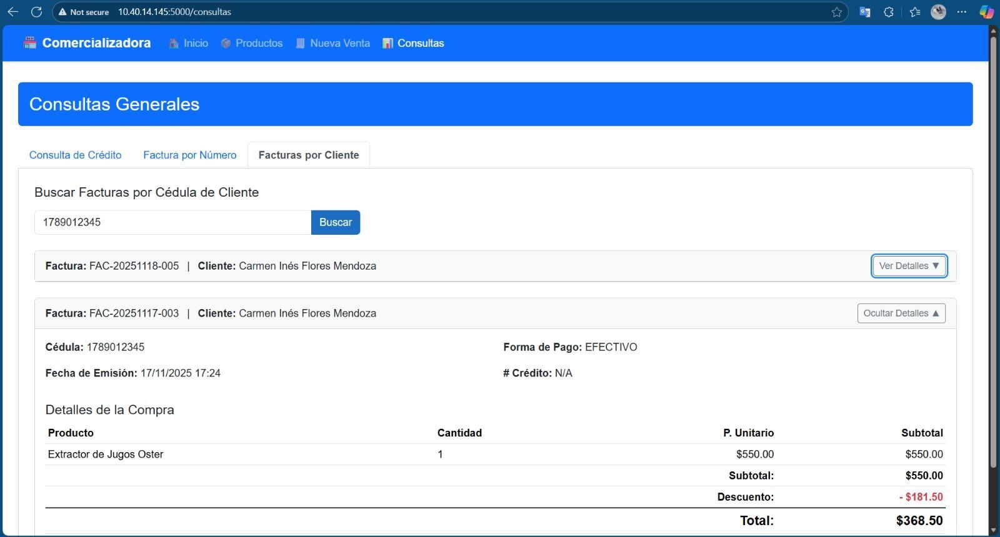 Not secure 10.40.14.145:5000/consultas
Comercializadora Inicio Productos Nueva Venta Consultas
Consultas Generales
Consulta de Crédito Factura por Número Facturas por Cliente
Buscar Facturas por Cédula de Cliente
1789012345 Buscar
Factura: FAC-20251118-005 | Cliente: Carmen Inés Flores Mendoza Ver Detalles ▼
Factura: FAC-20251117-003 | Cliente: Carmen Inés Flores Mendoza Ocultar Detalles ▲
Cédula: 1789012345 Forma de Pago: EFECTIVO
Fecha de Emisión: 17/11/2025 17:24 # Crédito: N/A
Detalles de la Compra
Producto Cantidad P. Unitario Subtotal
Extractor de Jugos Oster 1 $550.00 $550.00
Subtotal: $550.00
Descuento: - $181.50
Total: $368.50